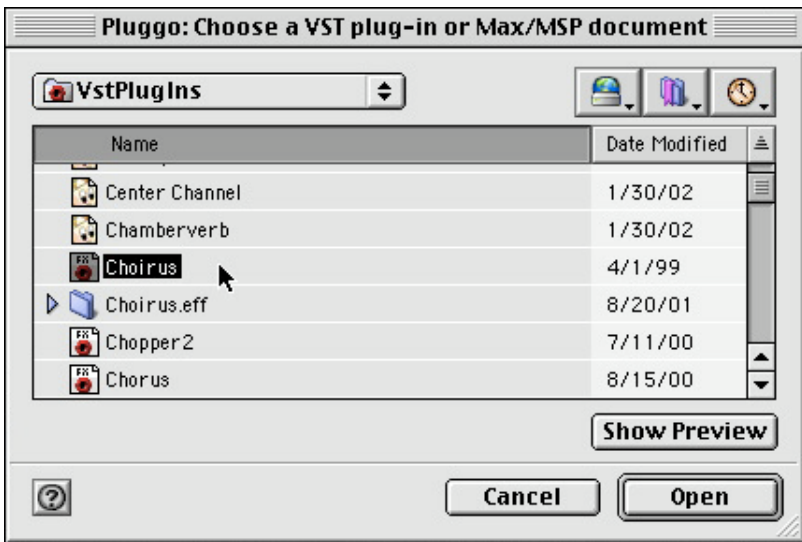 Pluggo: Choose a VST plug-in or Max/MSP document
VstPlugIns
Name Date Modified
Center Channel 1/30/02
Chamberverb 1/30/02
Choirus 4/1/99
Choirus.eff 8/20/01
Chopper2 7/11/00
Chorus 8/15/00
Show Preview
? Cancel Open